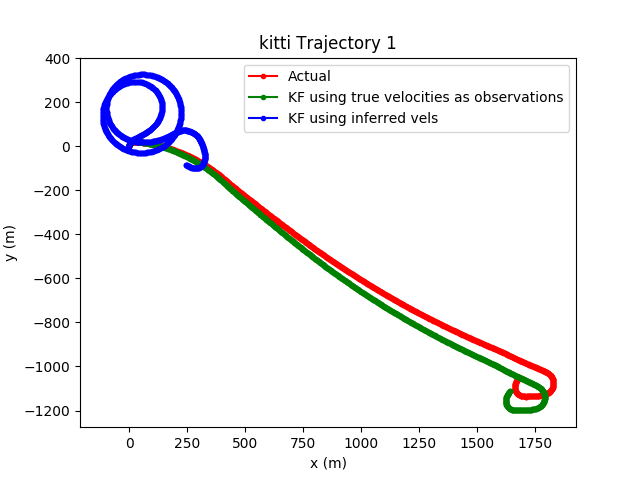 kitti Trajectory 1
Actual
KF using true velocities as observations
KF using inferred vels
400
200
0
−200
−400
−600
−800
−1000
−1200
y (m)
0 250 500 750 1000 1250 1500 1750
x (m)